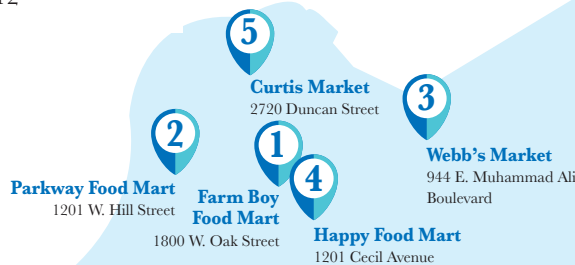 5
Curtis Market
2720 Duncan Street
3
Webb's Market
944 E. Muhammad Ali
Boulevard
2
Parkway Food Mart
1201 W. Hill Street
1
Farm Boy
Food Mart
1800 W. Oak Street
4
Happy Food Mart
1201 Cecil Avenue